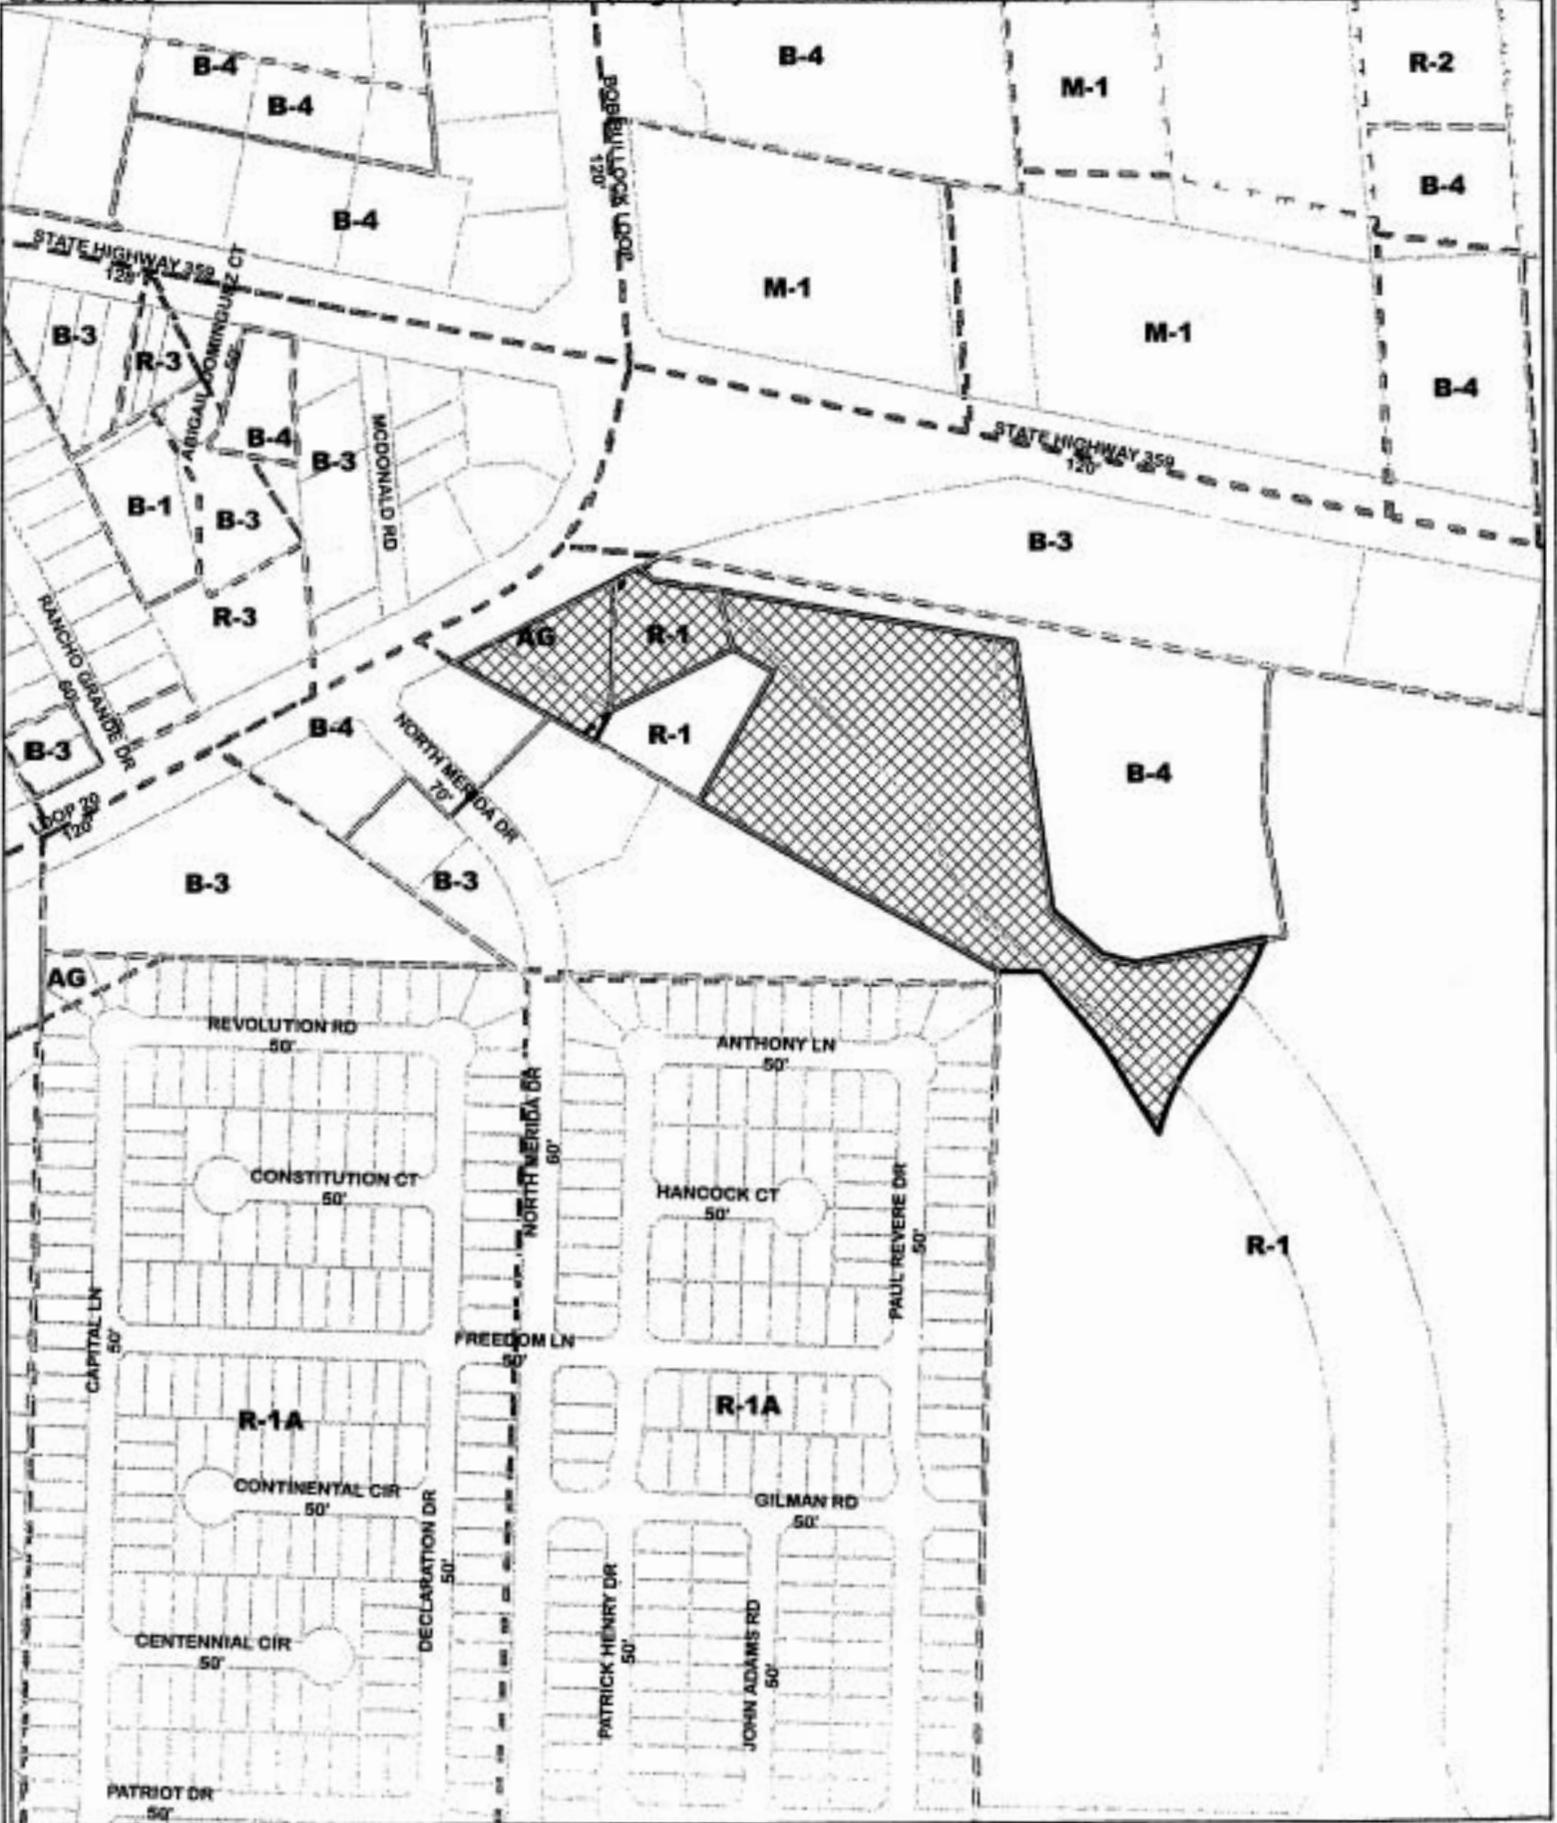 B-4
B-4
B-4
B-4
M-1
R-2
B-4
BOB BULLOCK LOOP
120'
STATE HIGHWAY 359
120'
M-1
M-1
B-4
B-3
R-3
ABIGAIL DOMINGUEZ CT
50'
B-4
B-3
MCDONALD RD
STATE HIGHWAY 359
120'
B-1
B-3
B-3
R-3
RANCHO GRANDE DR
60'
AG
R-1
R-1
B-4
B-3
B-4
NORTH MERIDA DR
70'
LOOP 20
120'
B-3
B-3
AG
REVOLUTION RD
50'
ANTHONY LN
50'
NORTH MERIDA DR
60'
CONSTITUTION CT
50'
HANCOCK CT
50'
PAUL REVERE DR
50'
R-1
CAPITAL LN
50'
FREEDOM LN
50'
R-1A
R-1A
CONTINENTAL CIR
50'
GILMAN RD
50'
DECLARATION DR
50'
CENTENNIAL CIR
50'
PATRICK HENRY DR
50'
JOHN ADAMS RD
50'
PATRIOT DR
50'